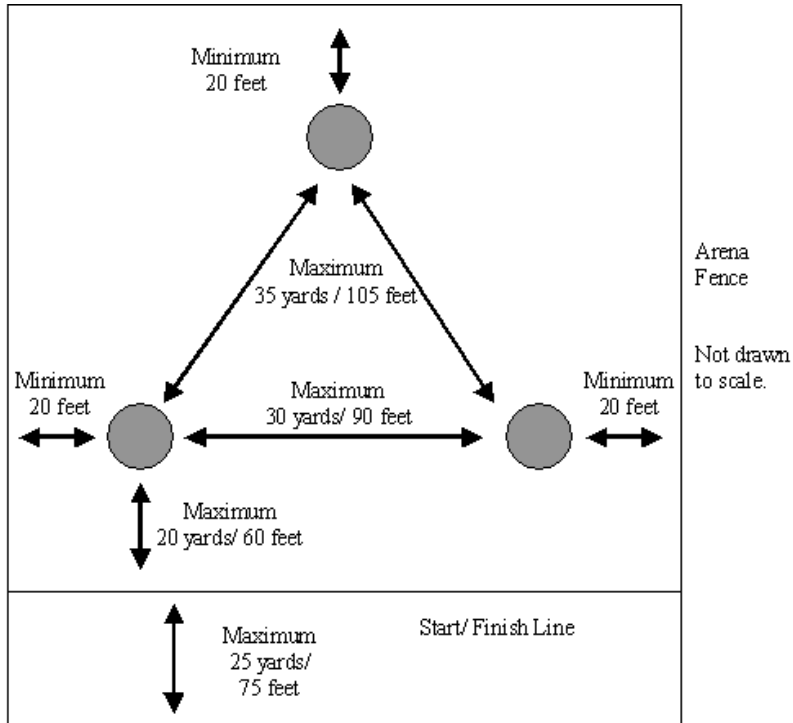 Minimum
20 feet
Arena
Fence
Maximum
35 yards / 105 feet
Not drawn
to scale.
Minimum
20 feet
Maximum
30 yards/ 90 feet
Minimum
20 feet
Maximum
20 yards/ 60 feet
Start/ Finish Line
Maximum
25 yards/
75 feet